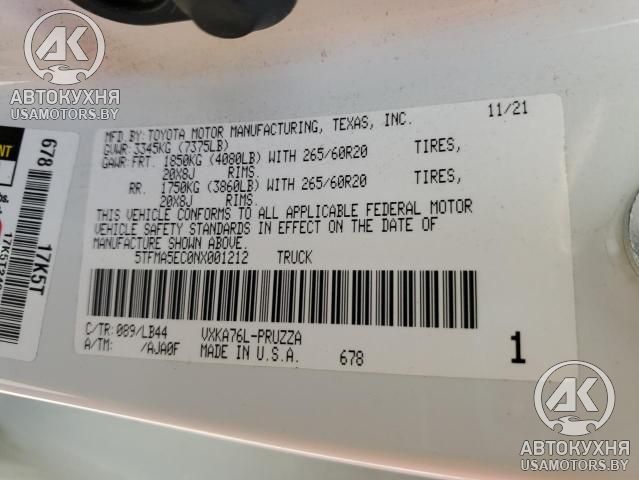 AK
АВТОКУХНЯ
USAMOTORS.BY
MFD.BY: TOYOTA MOTOR MANUFACTURING, TEXAS, INC. 11/21
GVWR: 3345KG (7375LB)
GAWR: FRT. 1850KG (4080LB) WITH 265/60R20 TIRES,
20X8J RIMS.
RR. 1750KG (3860LB) WITH 265/60R20 TIRES,
20X8J RIMS.
THIS VEHICLE CONFORMS TO ALL APPLICABLE FEDERAL MOTOR
VEHICLE SAFETY STANDARDS IN EFFECT ON THE DATE OF
MANUFACTURE SHOWN ABOVE.
5TFMA5EC0NX001212 TRUCK
C/TR: 089/LB44 VXKA76L-PRUZZA
A/TM: /AJA0F MADE IN U.S.A. 678 1
678
17K5T
AK
АВТОКУХНЯ
USAMOTORS.BY